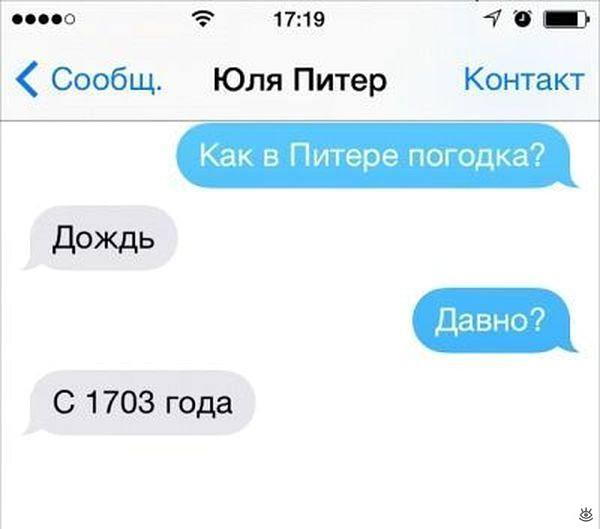 17:19
Сообщ. Юля Питер Контакт
Как в Питере погодка?
Дождь
Давно?
С 1703 года